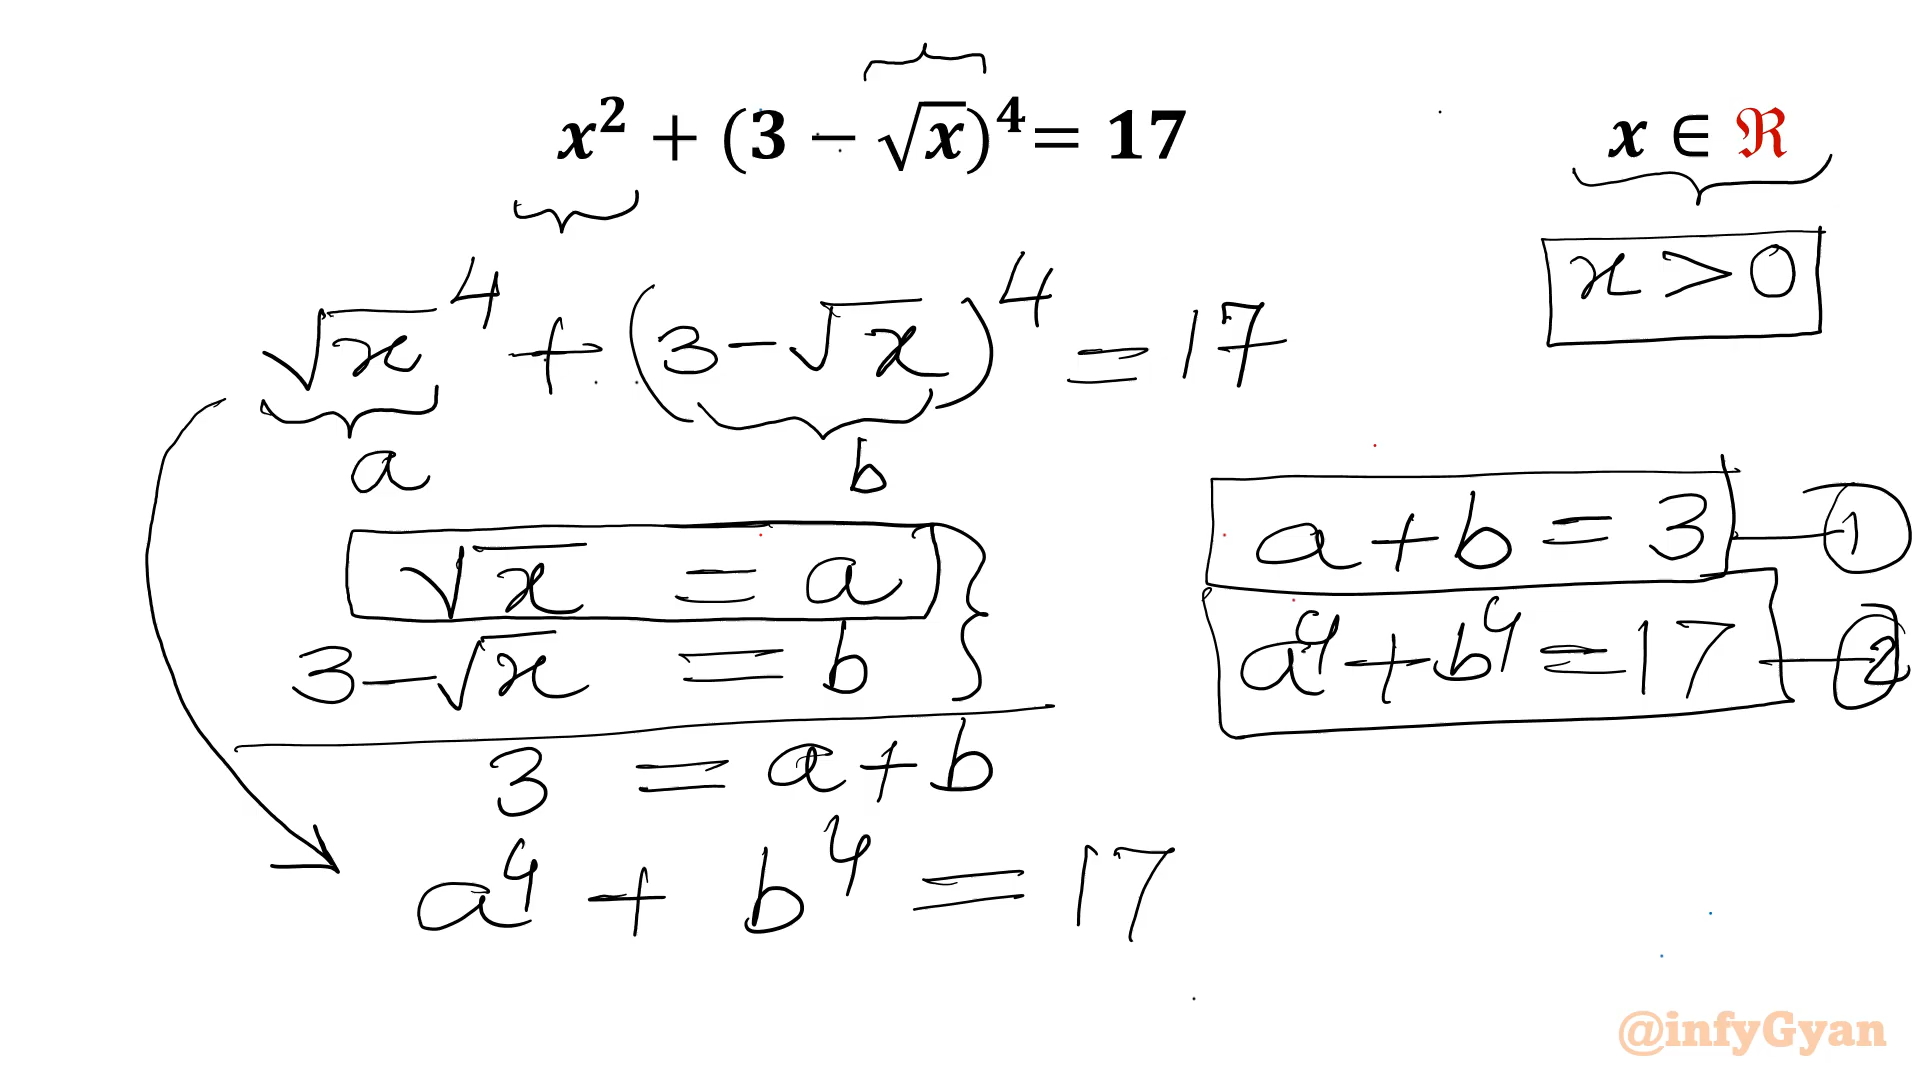 x² + (3 − √x)⁴ = 17
x ∈ ℜ
x > 0
√x⁴ + (3 − √x)⁴ = 17
a b
√x = a
3 − √x = b
3 = a + b
a⁴ + b⁴ = 17
a + b = 3 — ①
a⁴ + b⁴ = 17 — ②
@infyGyan